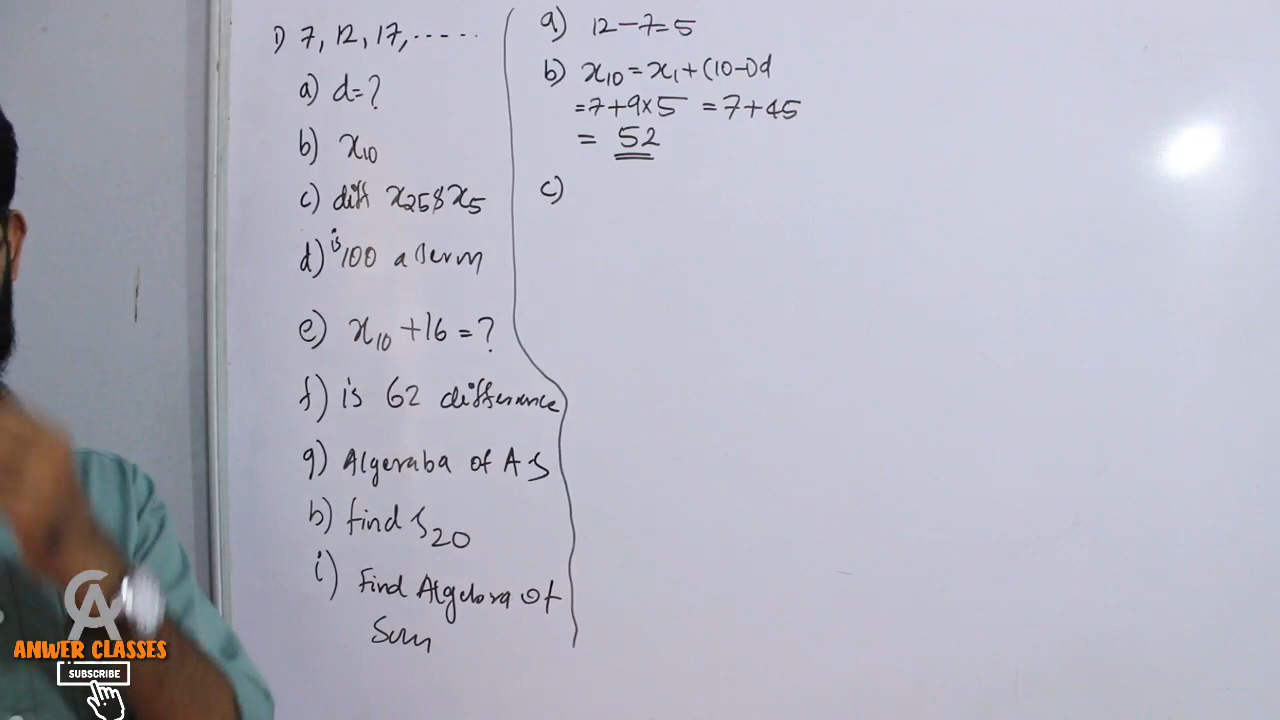 1) 7, 12, 17, .....
a) d=?
b) x10
c) diff x25 & x5
d) is 100 a term
e) x10 +16 = ?
f) is 62 difference
g) Algeraba of A S
h) find S20
i) Find Algebra of
Sum
a) 12-7=5
b) x10 = x1 + (10-1)d
=7+9×5 = 7+45
= 52
c)
CA
ANWER CLASSES
SUBSCRIBE